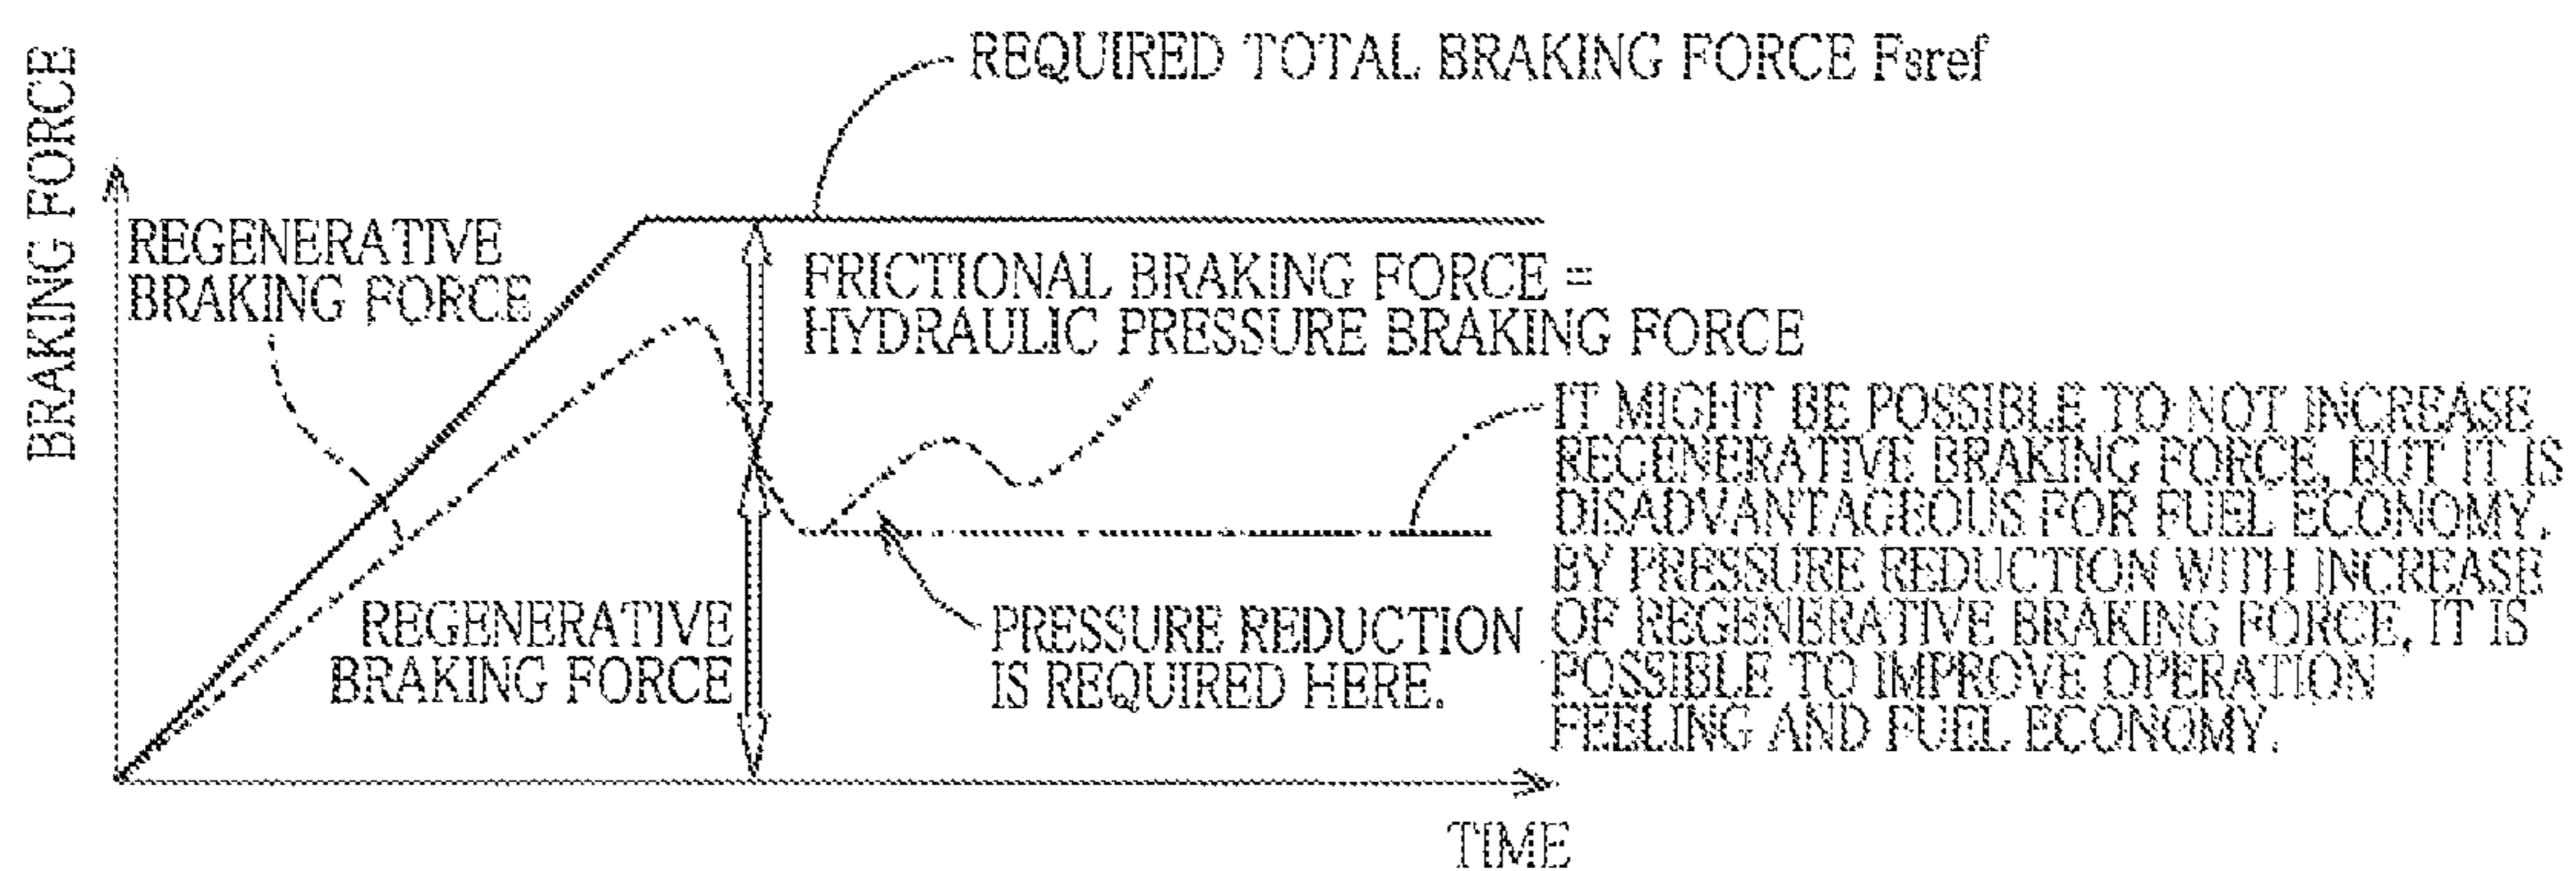 BRAKING FORCE
REQUIRED TOTAL BRAKING FORCE Fsref
REGENERATIVE
BRAKING FORCE
FRICTIONAL BRAKING FORCE =
HYDRAULIC PRESSURE BRAKING FORCE
IT MIGHT BE POSSIBLE TO NOT INCREASE
REGENERATIVE BRAKING FORCE, BUT IT IS
DISADVANTAGEOUS FOR FUEL ECONOMY.
BY PRESSURE REDUCTION WITH INCREASE
OF REGENERATIVE BRAKING FORCE, IT IS
POSSIBLE TO IMPROVE OPERATION
FEELING AND FUEL ECONOMY.
REGENERATIVE
BRAKING FORCE
PRESSURE REDUCTION
IS REQUIRED HERE.
TIME